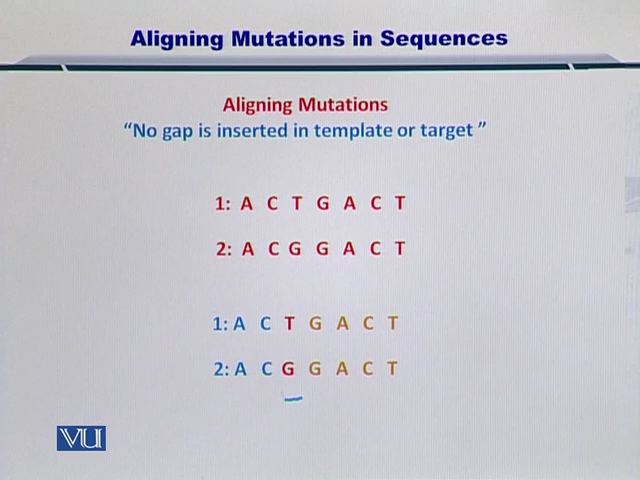 Aligning Mutations in Sequences
Aligning Mutations
“No gap is inserted in template or target ”
1: A C T G A C T
2: A C G G A C T
1: A C T G A C T
2: A C G G A C T
VU